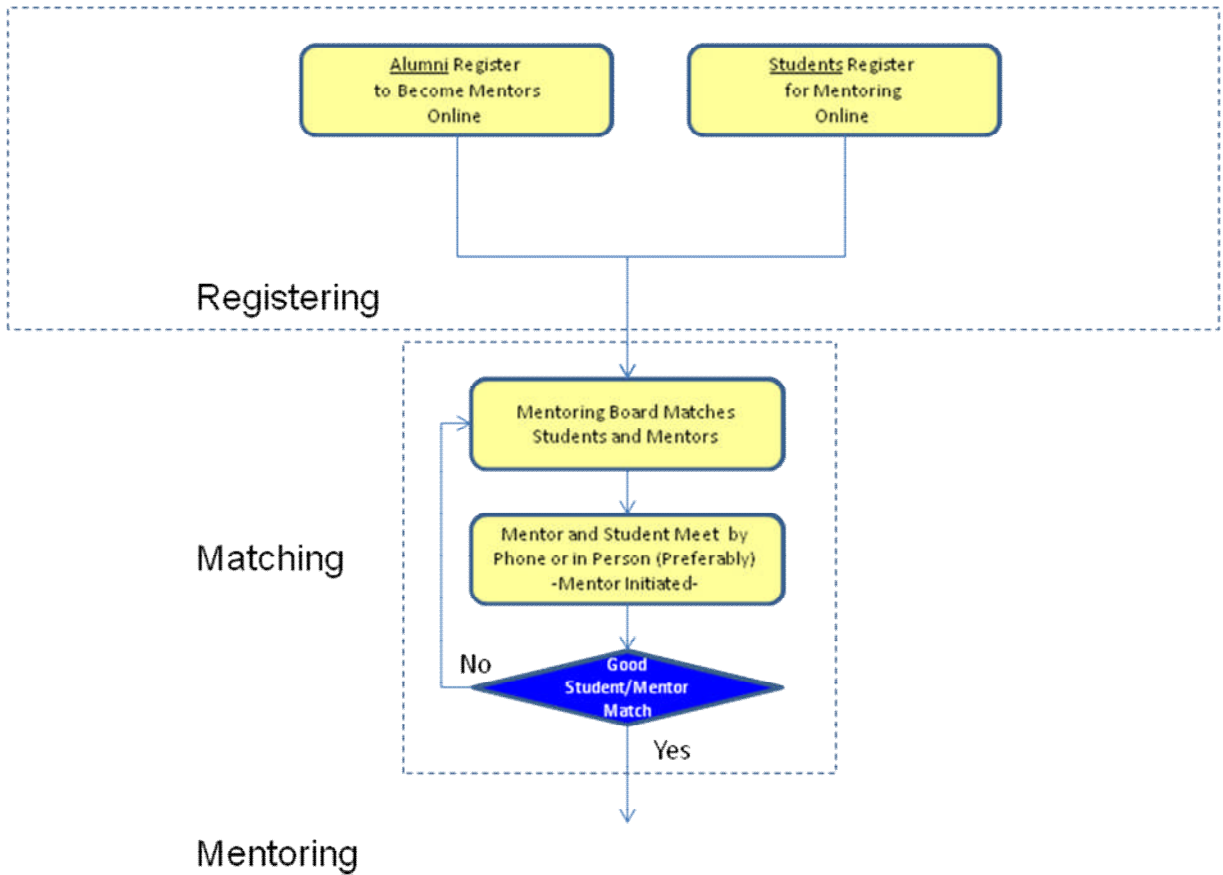 Alumni Register
to Become Mentors
Online
Students Register
for Mentoring
Online
Registering
Mentoring Board Matches
Students and Mentors
Matching
Mentor and Student Meet by
Phone or in Person (Preferably)
-Mentor Initiated-
No
Good
Student/Mentor
Match
Yes
Mentoring